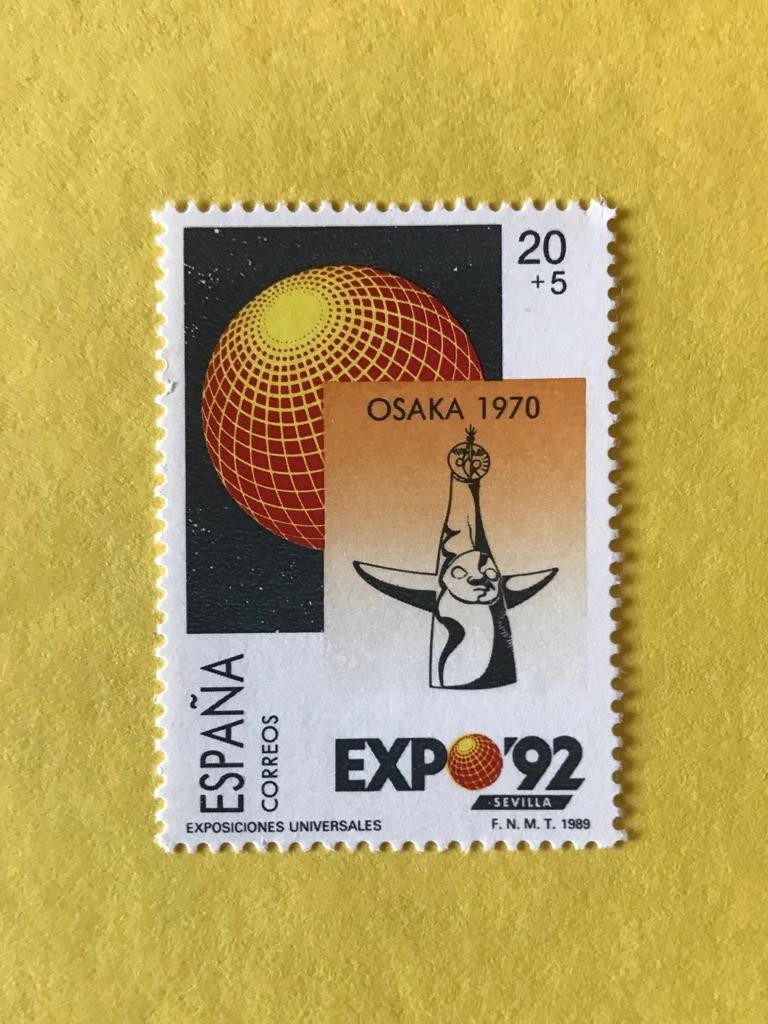 20
+5
OSAKA 1970
ESPAÑA
CORREOS
EXPO'92
SEVILLA
EXPOSICIONES UNIVERSALES
F. N. M. T. 1989